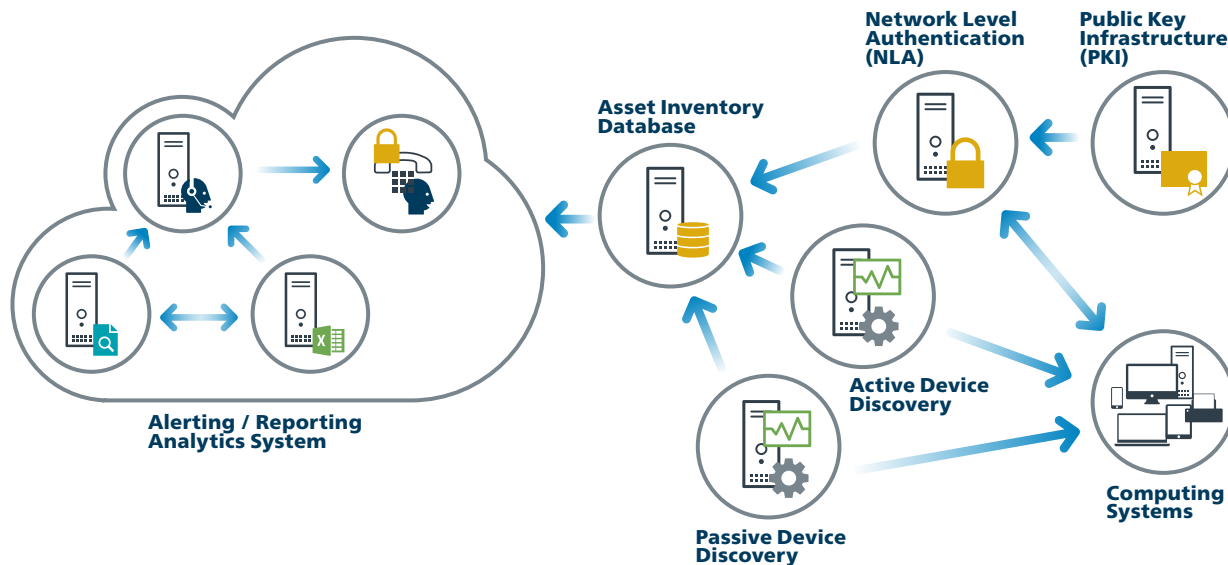 Network Level
Authentication
(NLA)
Public Key
Infrastructure
(PKI)
Asset Inventory
Database
X
Active Device
Discovery
Alerting / Reporting
Analytics System
Computing
Systems
Passive Device
Discovery